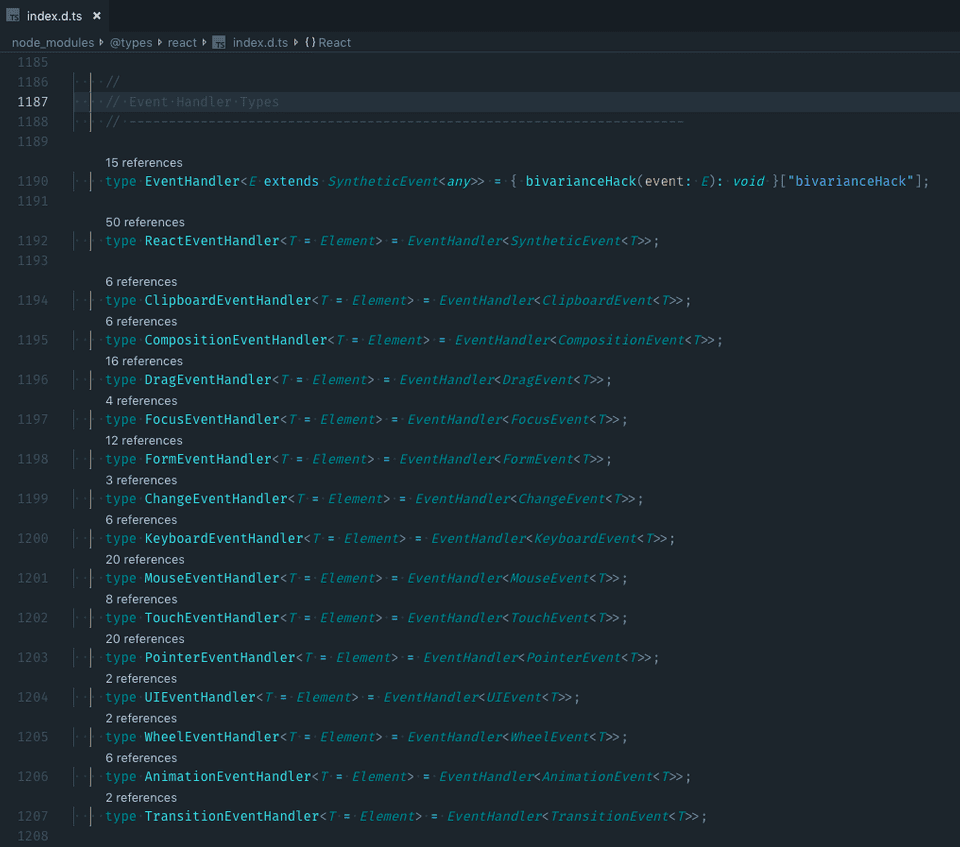 TS index.d.ts ×
node_modules › @types › react › TS index.d.ts › {} React
1185
1186 //
1187 // Event Handler Types
1188 // ----------------------------------------------------------------------
1189
15 references
1190 type EventHandler<E extends SyntheticEvent<any>> = { bivarianceHack(event: E): void }["bivarianceHack"];
1191
50 references
1192 type ReactEventHandler<T = Element> = EventHandler<SyntheticEvent<T>>;
1193
6 references
1194 type ClipboardEventHandler<T = Element> = EventHandler<ClipboardEvent<T>>;
6 references
1195 type CompositionEventHandler<T = Element> = EventHandler<CompositionEvent<T>>;
16 references
1196 type DragEventHandler<T = Element> = EventHandler<DragEvent<T>>;
4 references
1197 type FocusEventHandler<T = Element> = EventHandler<FocusEvent<T>>;
12 references
1198 type FormEventHandler<T = Element> = EventHandler<FormEvent<T>>;
3 references
1199 type ChangeEventHandler<T = Element> = EventHandler<ChangeEvent<T>>;
6 references
1200 type KeyboardEventHandler<T = Element> = EventHandler<KeyboardEvent<T>>;
20 references
1201 type MouseEventHandler<T = Element> = EventHandler<MouseEvent<T>>;
8 references
1202 type TouchEventHandler<T = Element> = EventHandler<TouchEvent<T>>;
20 references
1203 type PointerEventHandler<T = Element> = EventHandler<PointerEvent<T>>;
2 references
1204 type UIEventHandler<T = Element> = EventHandler<UIEvent<T>>;
2 references
1205 type WheelEventHandler<T = Element> = EventHandler<WheelEvent<T>>;
6 references
1206 type AnimationEventHandler<T = Element> = EventHandler<AnimationEvent<T>>;
2 references
1207 type TransitionEventHandler<T = Element> = EventHandler<TransitionEvent<T>>;
1208